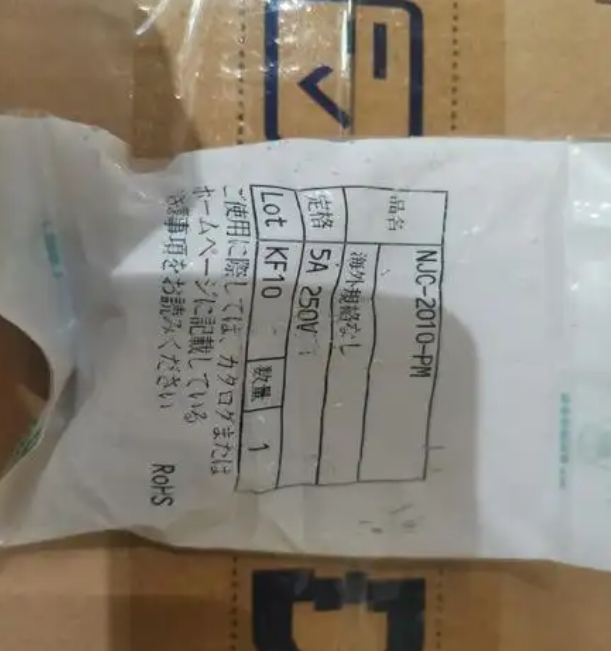 品名 NJC-2010-PM
海外規格なし
定格 5A 250V
Lot KF10 数量 1
ご使用に際しては、カタログまたは
ホームページに記載している
注意事項をお読みください
RoHS